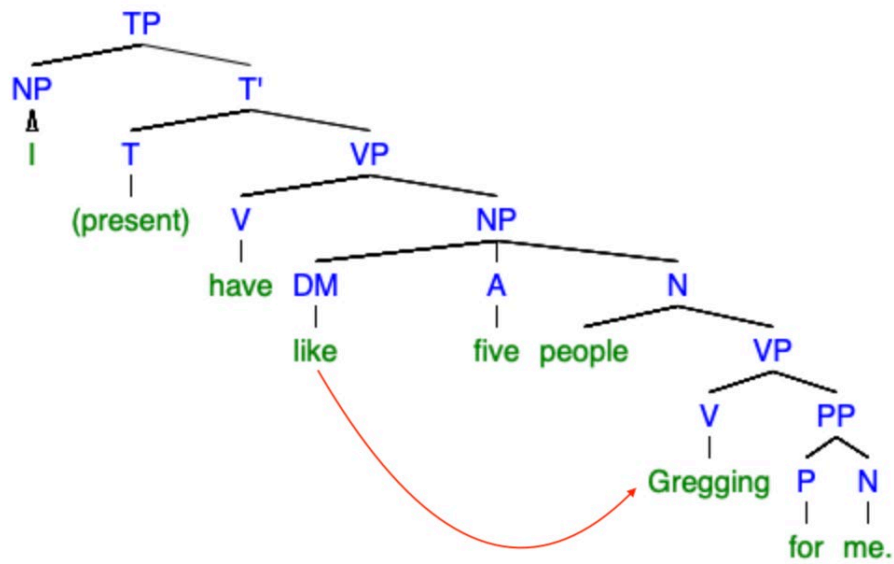 TP
NP T'
I T VP
(present) V NP
have DM A N
like five people VP
V PP
Gregging P N
for me.